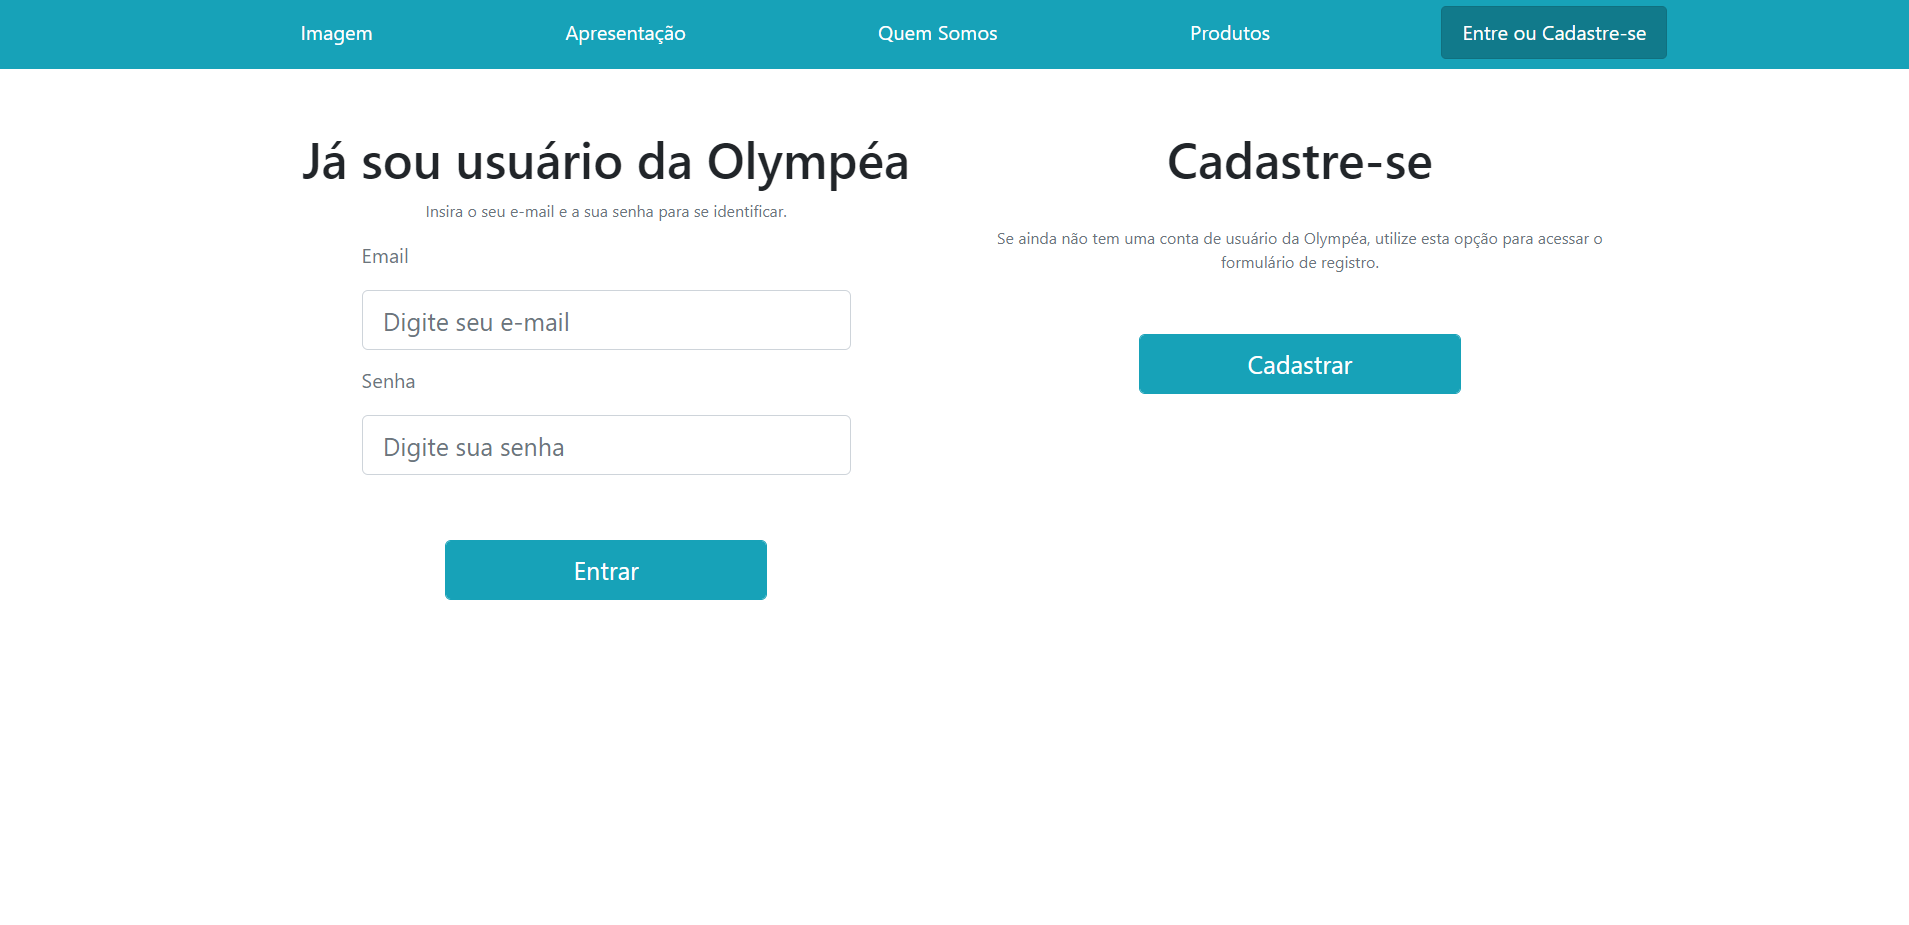 Imagem
Apresentação
Quem Somos
Produtos
Entre ou Cadastre-se
Já sou usuário da Olympéa
Insira o seu e-mail e a sua senha para se identificar.
Email
Digite seu e-mail
Senha
Digite sua senha
Entrar
Cadastre-se
Se ainda não tem uma conta de usuário da Olympéa, utilize esta opção para acessar o
formulário de registro.
Cadastrar